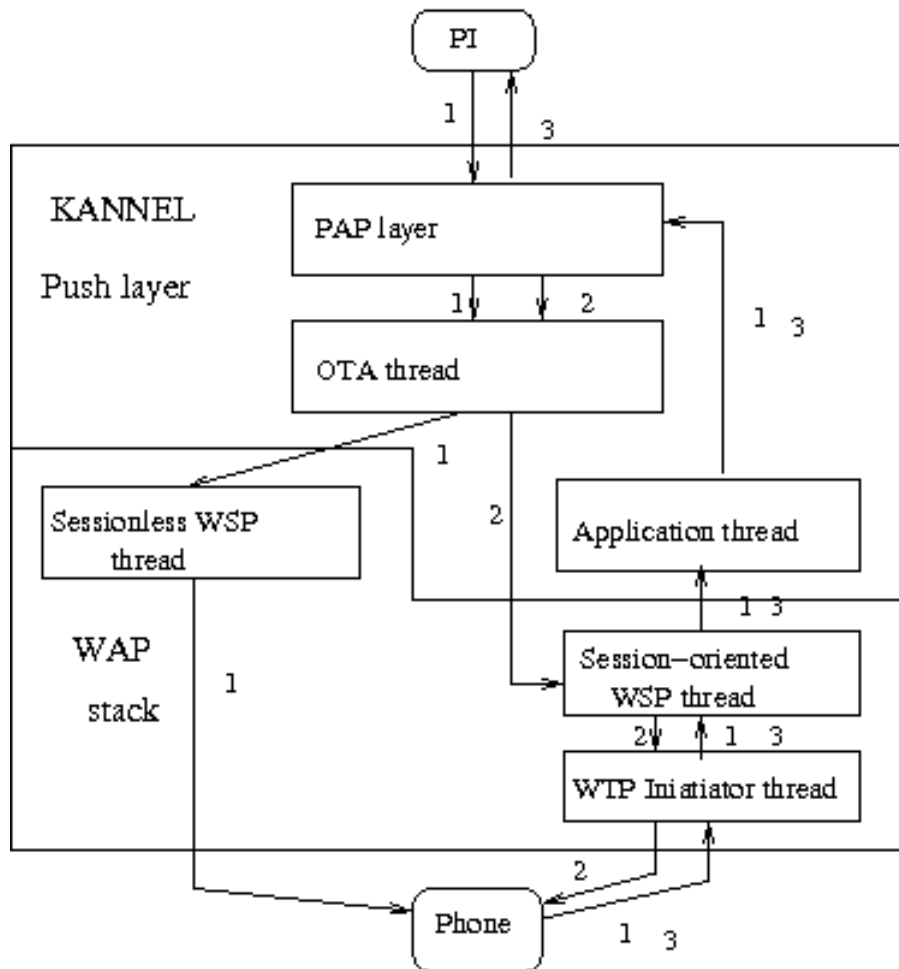 PI
1
3
KANNEL
Push layer
PAP layer
1
2
1 3
OTA thread
1
2
Sessionless WSP
thread
Application thread
1 3
WAP
stack
1
Session-oriented
WSP thread
2
1 3
WTP Iniatiator thread
2
Phone
1 3